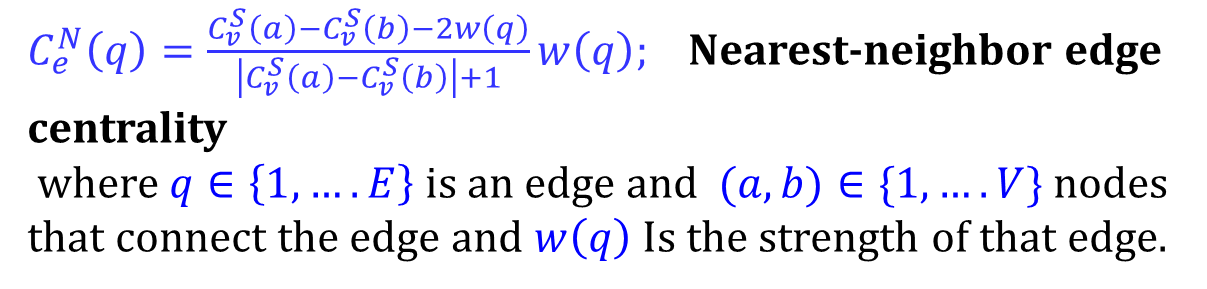 C_e^N(q) = \frac{C_v^S(a)−C_v^S(b)−2w(q)}{|C_v^S(a)−C_v^S(b)|+1} w(q); Nearest-neighbor edge
centrality
where q ∈ {1, … . E} is an edge and (a, b) ∈ {1, … . V} nodes
that connect the edge and w(q) Is the strength of that edge.